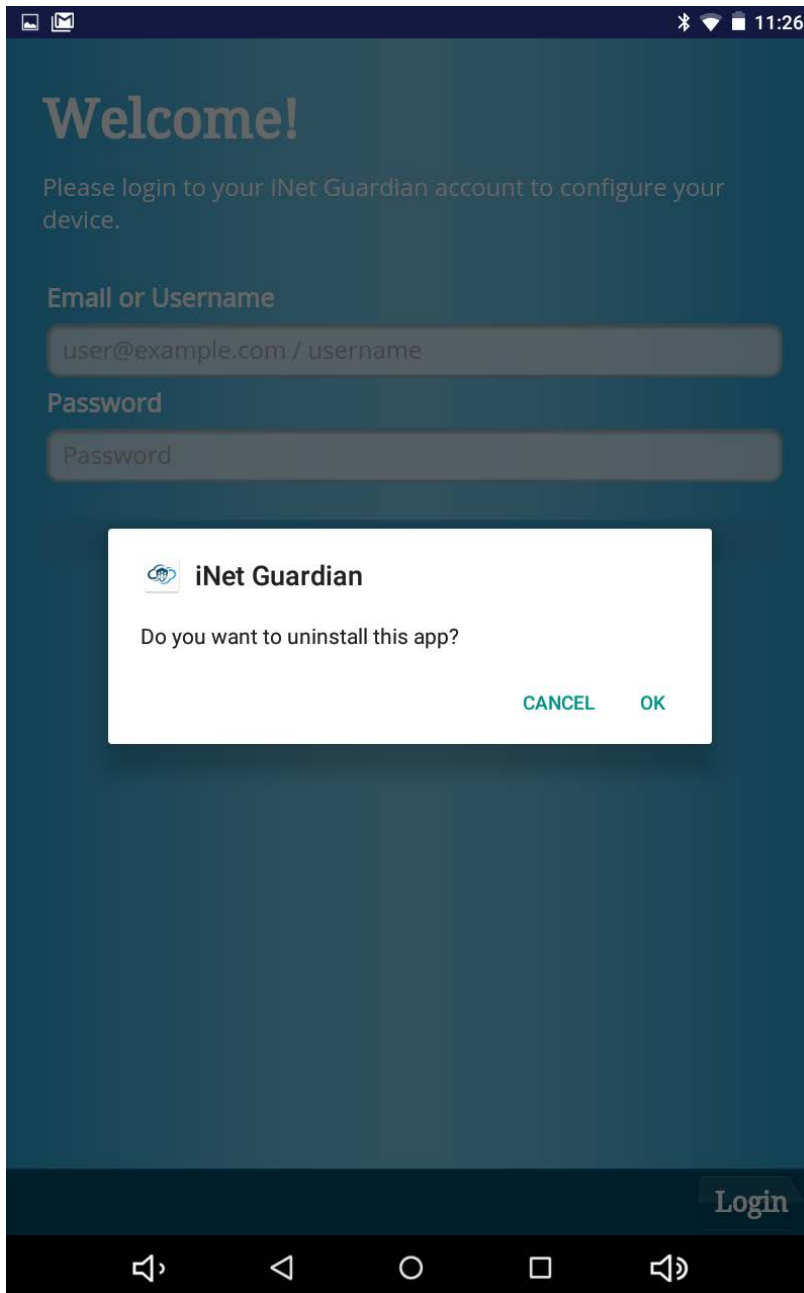 11:26
Welcome!
Please login to your iNet Guardian account to configure your
device.
Email or Username
user@example.com / username
Password
Password
iNet Guardian
Do you want to uninstall this app?
CANCEL OK
Login